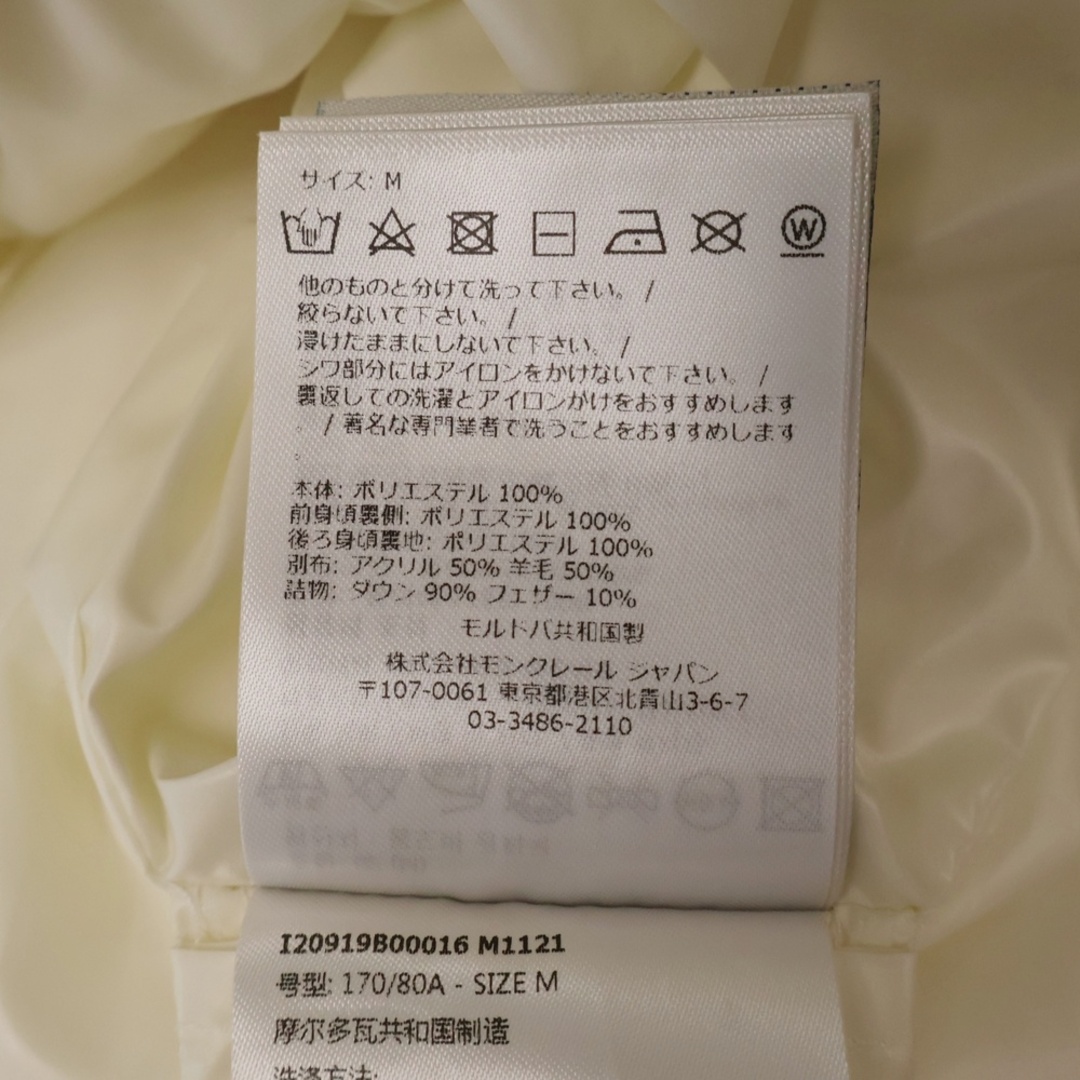 サイズ: M
W
他のものと分けて洗って下さい。 /
絞らないで下さい。 /
浸けたままにしないで下さい。 /
シワ部分にはアイロンをかけないで下さい。 /
裏返しての洗濯とアイロンがけをおすすめします
。 / 著名な専門業者で洗うことをおすすめします
。
本体: ポリエステル 100%
前身頃裏側: ポリエステル 100%
後ろ身頃裏地: ポリエステル 100%
別布: アクリル 50% 羊毛 50%
詰物: ダウン 90% フェザー 10%
モルドバ共和国製
株式会社モンクレール ジャパン
〒107-0061 東京都港区北青山3-6-7
03-3486-2110
I20919B00016 M1121
号型: 170/80A - SIZE M
摩尔多瓦共和国制造
洗涤方法: